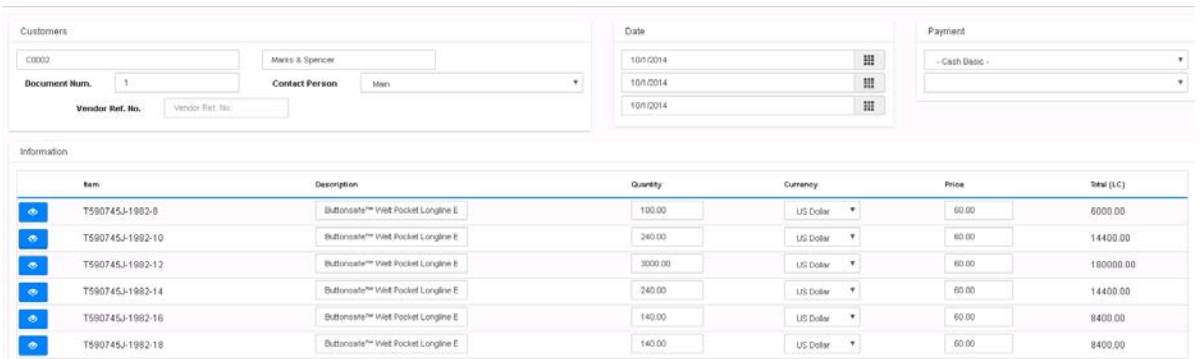 Customers
C0002
Marks & Spencer
Document Num.
1
Contact Person
Main
Vendor Ref. No.
Vendor Ref. No.
Date
10/1/2014
10/1/2014
10/1/2014
Payment
- Cash Basic -
Information
Item Description Quantity Currency Price Total (LC)
T590745J-1982-8 Buttonsafe™ Welt Pocket Longline E 100.00 US Dollar 60.00 6000.00
T590745J-1982-10 Buttonsafe™ Welt Pocket Longline E 240.00 US Dollar 60.00 14400.00
T590745J-1982-12 Buttonsafe™ Welt Pocket Longline E 3000.00 US Dollar 60.00 180000.00
T590745J-1982-14 Buttonsafe™ Welt Pocket Longline E 240.00 US Dollar 60.00 14400.00
T590745J-1982-16 Buttonsafe™ Welt Pocket Longline E 140.00 US Dollar 60.00 8400.00
T590745J-1982-18 Buttonsafe™ Welt Pocket Longline E 140.00 US Dollar 60.00 8400.00